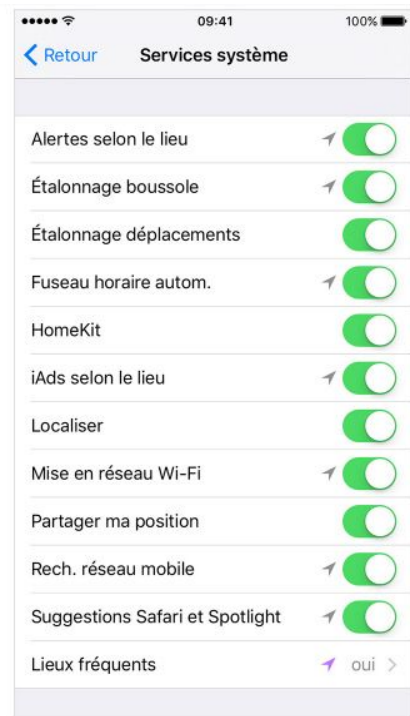 09:41 100%
Retour Services système
Alertes selon le lieu
Étalonnage boussole
Étalonnage déplacements
Fuseau horaire autom.
HomeKit
iAds selon le lieu
Localiser
Mise en réseau Wi-Fi
Partager ma position
Rech. réseau mobile
Suggestions Safari et Spotlight
Lieux fréquents oui